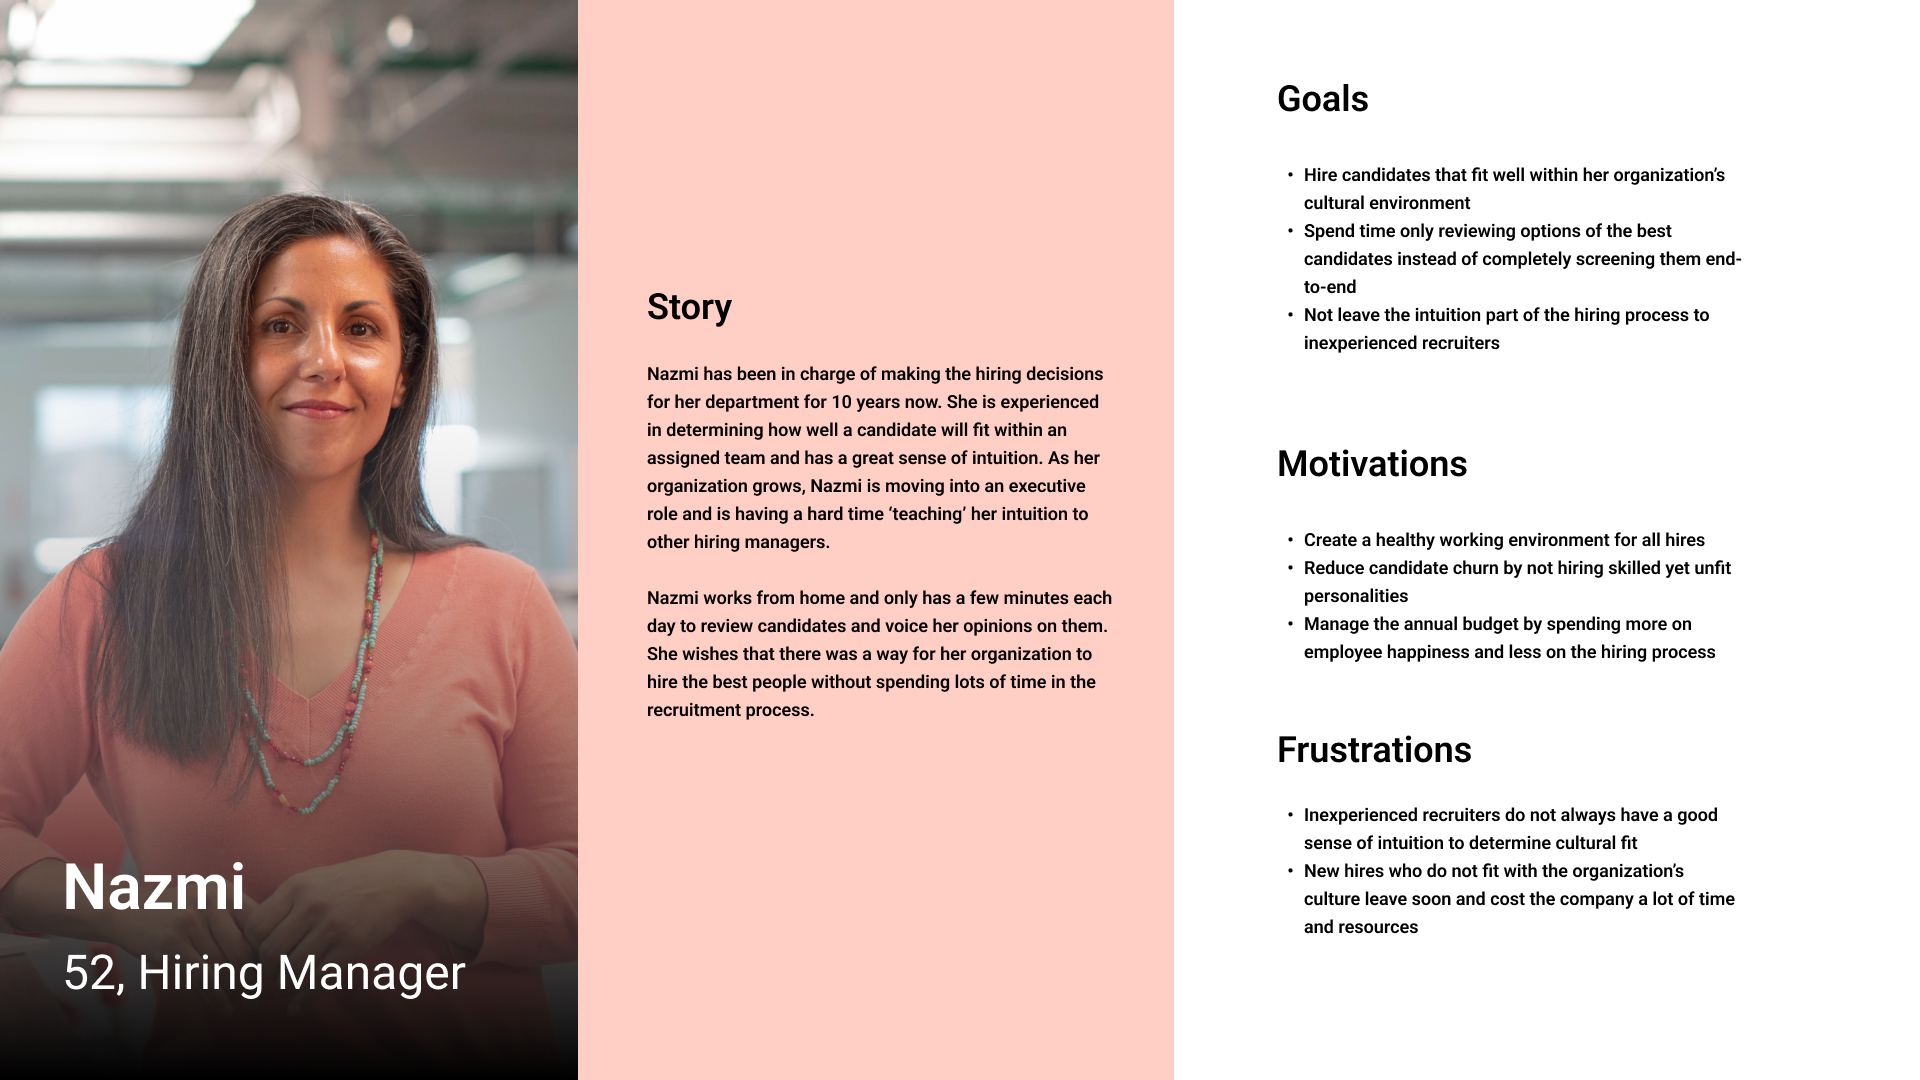 Nazmi
52, Hiring Manager
Story
Nazmi has been in charge of making the hiring decisions
for her department for 10 years now. She is experienced
in determining how well a candidate will fit within an
assigned team and has a great sense of intuition. As her
organization grows, Nazmi is moving into an executive
role and is having a hard time ‘teaching’ her intuition to
other hiring managers.
Nazmi works from home and only has a few minutes each
day to review candidates and voice her opinions on them.
She wishes that there was a way for her organization to
hire the best people without spending lots of time in the
recruitment process.
Goals
• Hire candidates that fit well within her organization’s
cultural environment
• Spend time only reviewing options of the best
candidates instead of completely screening them end-
to-end
• Not leave the intuition part of the hiring process to
inexperienced recruiters
Motivations
• Create a healthy working environment for all hires
• Reduce candidate churn by not hiring skilled yet unfit
personalities
• Manage the annual budget by spending more on
employee happiness and less on the hiring process
Frustrations
• Inexperienced recruiters do not always have a good
sense of intuition to determine cultural fit
• New hires who do not fit with the organization’s
culture leave soon and cost the company a lot of time
and resources